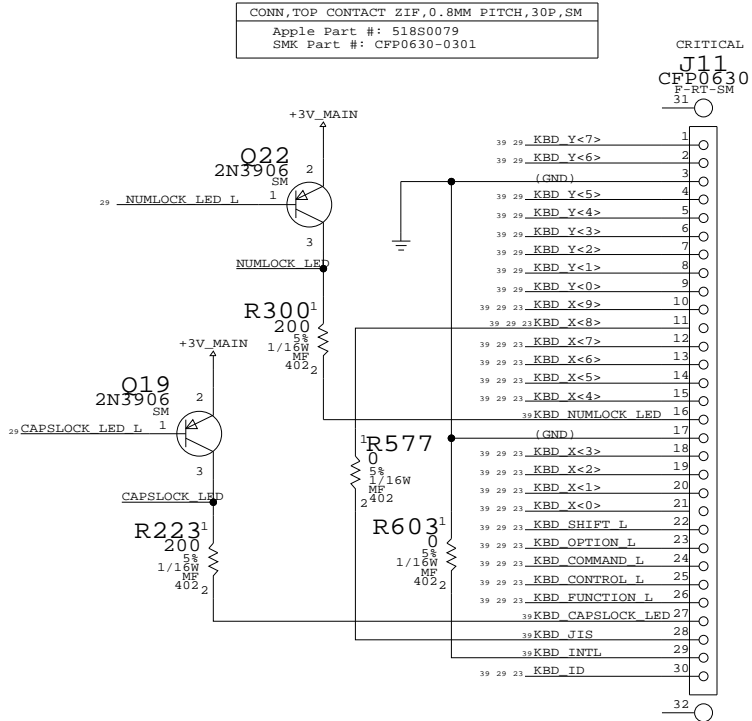 CONN,TOP CONTACT ZIF,0.8MM PITCH,30P,SM
Apple Part #: 518S0079
SMK Part #: CFP0630-0301
CRITICAL
J11
CFP0630
F-RT-SM
31
+3V_MAIN
Q22
2N3906
SM
2
1
3
29 NUMLOCK_LED_L
NUMLOCK_LED
R300
200
5%
1/16W
MF
402
1
2
+3V_MAIN
Q19
2N3906
SM
2
1
3
29 CAPSLOCK_LED_L
CAPSLOCK_LED
R223
200
5%
1/16W
MF
402
1
2
R577
0
5%
1/16W
MF
402
1
2
R603
0
5%
1/16W
MF
402
1
2
39 29 KBD_Y<7> 1
39 29 KBD_Y<6> 2
(GND) 3
39 29 KBD_Y<5> 4
39 29 KBD_Y<4> 5
39 29 KBD_Y<3> 6
39 29 KBD_Y<2> 7
39 29 KBD_Y<1> 8
39 29 KBD_Y<0> 9
39 29 23 KBD_X<9> 10
39 29 23 KBD_X<8> 11
39 29 23 KBD_X<7> 12
39 29 23 KBD_X<6> 13
39 29 23 KBD_X<5> 14
39 29 23 KBD_X<4> 15
39 KBD_NUMLOCK_LED 16
(GND) 17
39 29 23 KBD_X<3> 18
39 29 23 KBD_X<2> 19
39 29 23 KBD_X<1> 20
39 29 23 KBD_X<0> 21
39 29 23 KBD_SHIFT_L 22
39 29 23 KBD_OPTION_L 23
39 29 23 KBD_COMMAND_L 24
39 29 23 KBD_CONTROL_L 25
39 29 23 KBD_FUNCTION_L 26
39 KBD_CAPSLOCK_LED 27
39 KBD_JIS 28
39 KBD_INTL 29
39 29 23 KBD_ID 30
32